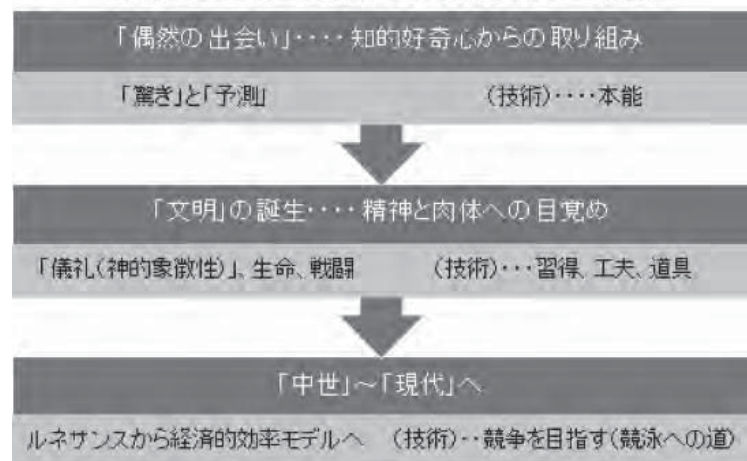 「偶然の出会い」‥‥知的好奇心からの取り組み
「驚き」と「予測」　（技術）‥‥本能
「文明」の誕生‥‥精神と肉体への目覚め
「儀礼（神的象徴性）」、生命、戦闘　（技術）‥・習得、工夫、道具
「中世」～「現代」へ
ルネサンスから経済的効率モデルへ　（技術）‥競争を目指す（競泳への道）